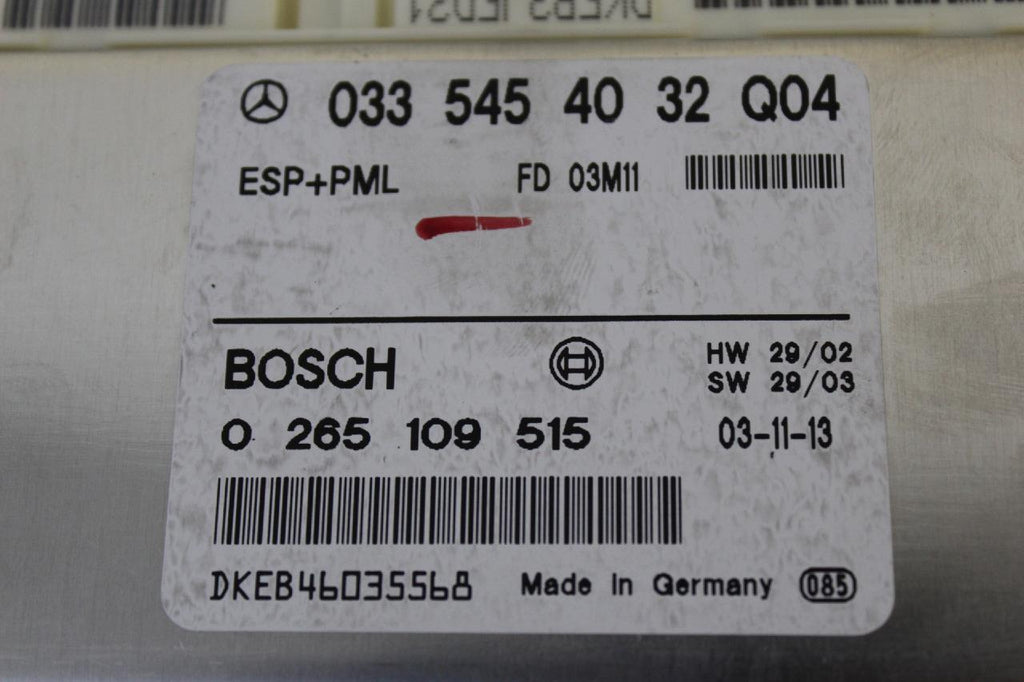 033 545 40 32 Q04
ESP+PML FD 03M11
BOSCH HW 29/02
SW 29/03
0 265 109 515 03-11-13
DKEB46035568 Made In Germany 085